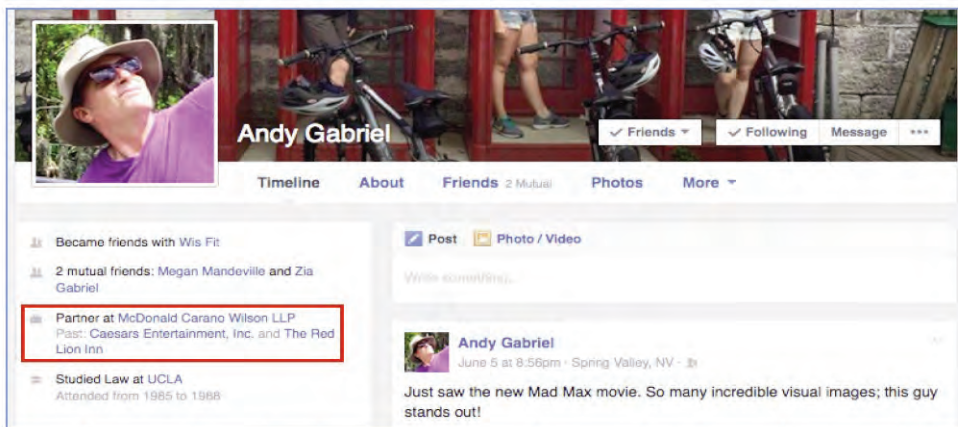 Andy Gabriel
Friends
Following
Message
Timeline
About
Friends 2 Mutual
Photos
More
Became friends with Wis Fit
2 mutual friends: Megan Mandeville and Zia
Gabriel
Partner at McDonald Carano Wilson LLP
Past: Caesars Entertainment, Inc. and The Red
Lion Inn
Studied Law at UCLA
Attended from 1985 to 1988
Post
Photo / Video
Write something...
Andy Gabriel
June 5 at 8:56pm · Spring Valley, NV ·
Just saw the new Mad Max movie. So many incredible visual images; this guy
stands out!